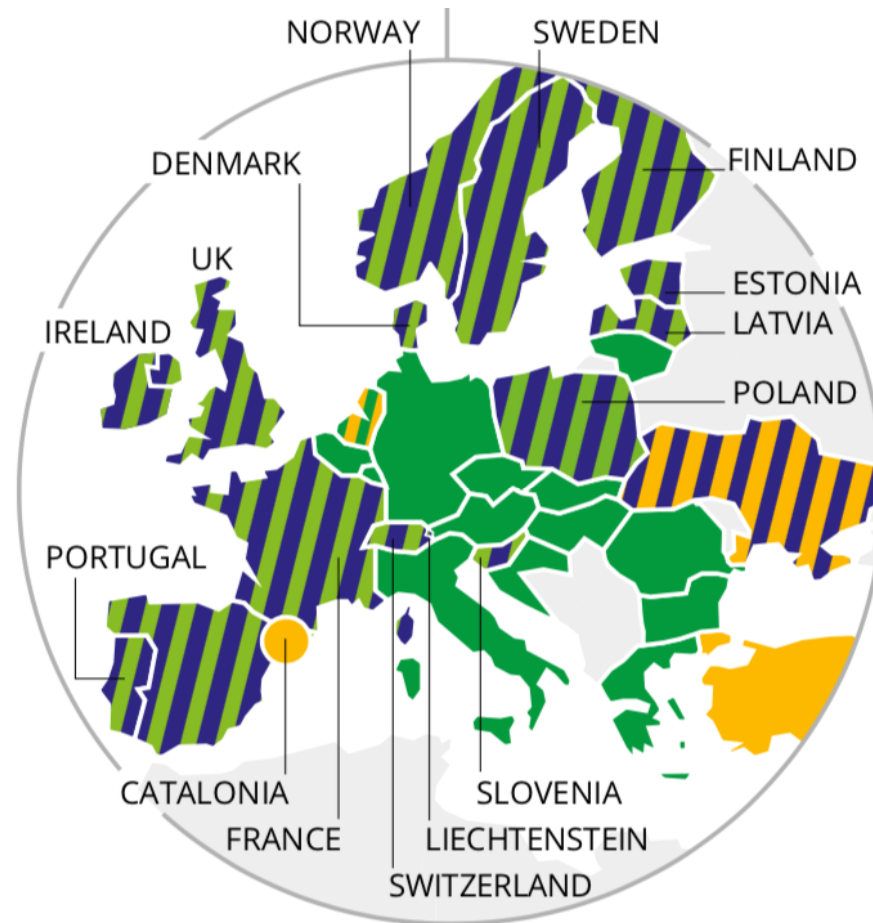 NORWAY
SWEDEN
DENMARK
FINLAND
UK
ESTONIA
IRELAND
LATVIA
POLAND
PORTUGAL
CATALONIA
SLOVENIA
FRANCE
LIECHTENSTEIN
SWITZERLAND